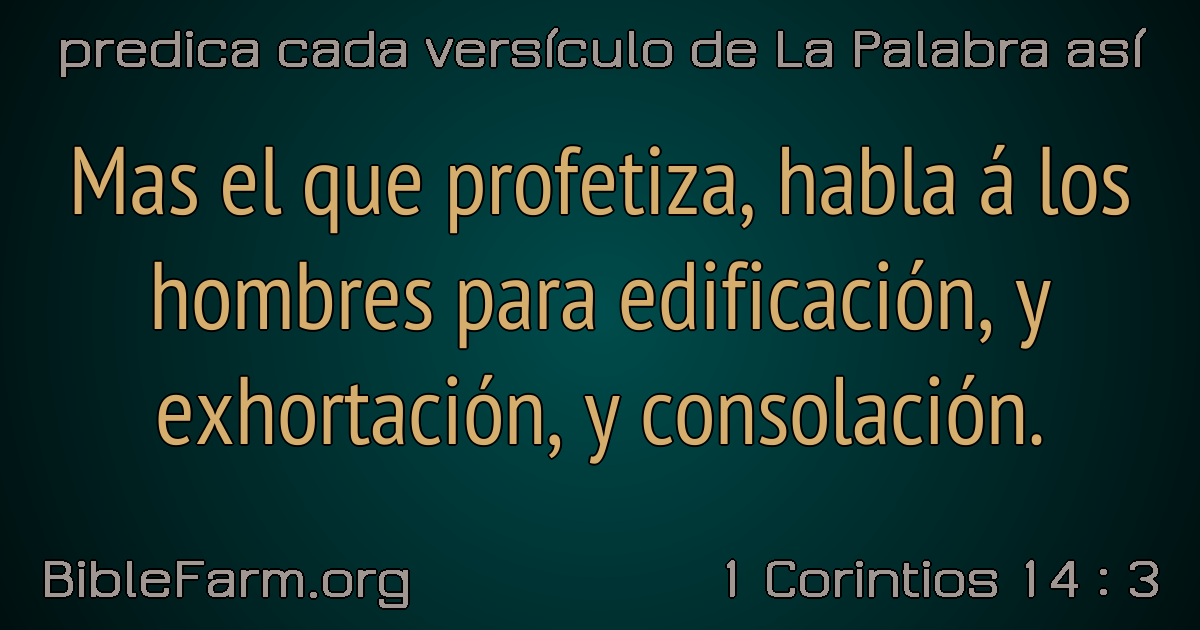 predica cada versículo de La Palabra así
Mas el que profetiza, habla á los
hombres para edificación, y
exhortación, y consolación.
BibleFarm.org
1 Corintios 14 : 3